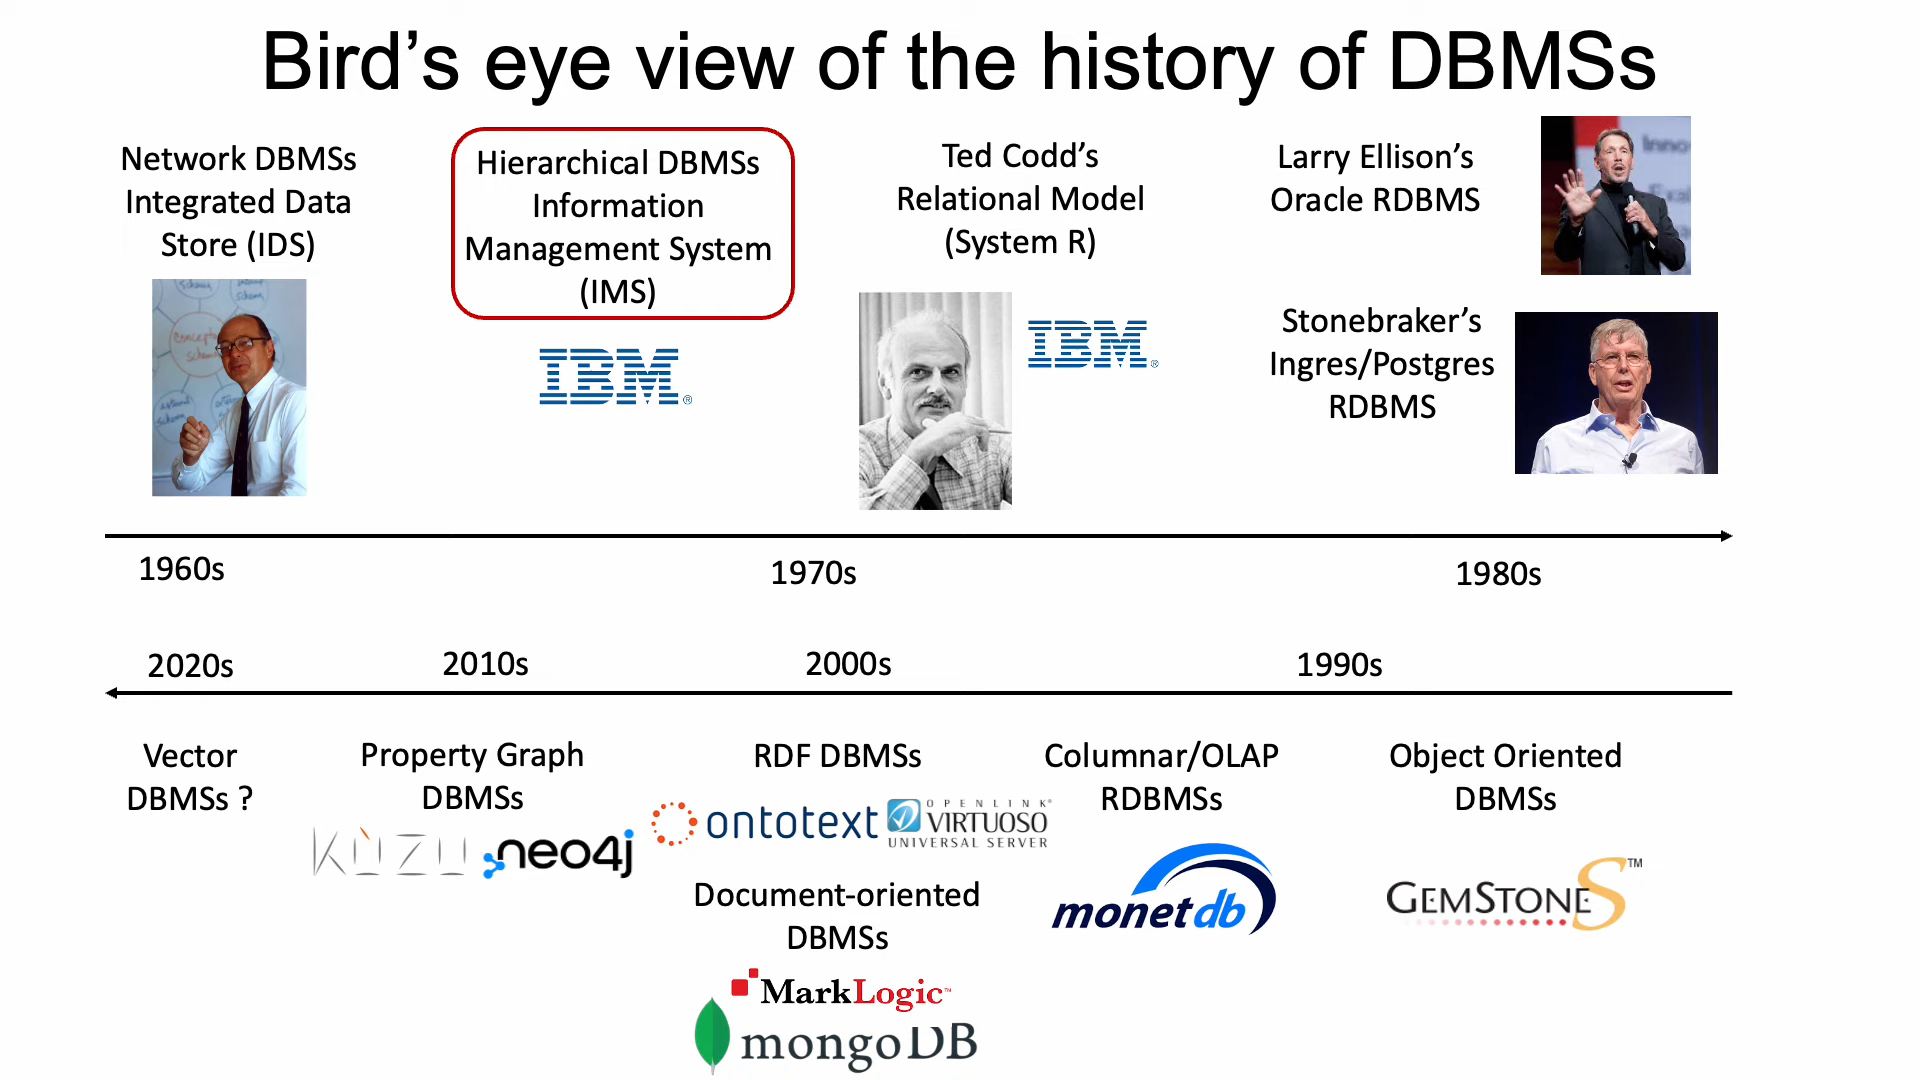 Bird’s eye view of the history of DBMSs
Network DBMSs
Integrated Data
Store (IDS)
Hierarchical DBMSs
Information
Management System
(IMS)
IBM®
Ted Codd’s
Relational Model
(System R)
IBM®
Larry Ellison’s
Oracle RDBMS
Stonebraker’s
Ingres/Postgres
RDBMS
1960s
1970s
1980s
2020s
2010s
2000s
1990s
Vector
DBMSs ?
Property Graph
DBMSs
KÙZU
neo4j
RDF DBMSs
ontotext
OPENLINK®
VIRTUOSO
UNIVERSAL SERVER
Document-oriented
DBMSs
MarkLogic™
mongoDB
Columnar/OLAP
RDBMSs
monetdb
Object Oriented
DBMSs
GEMSTONES™